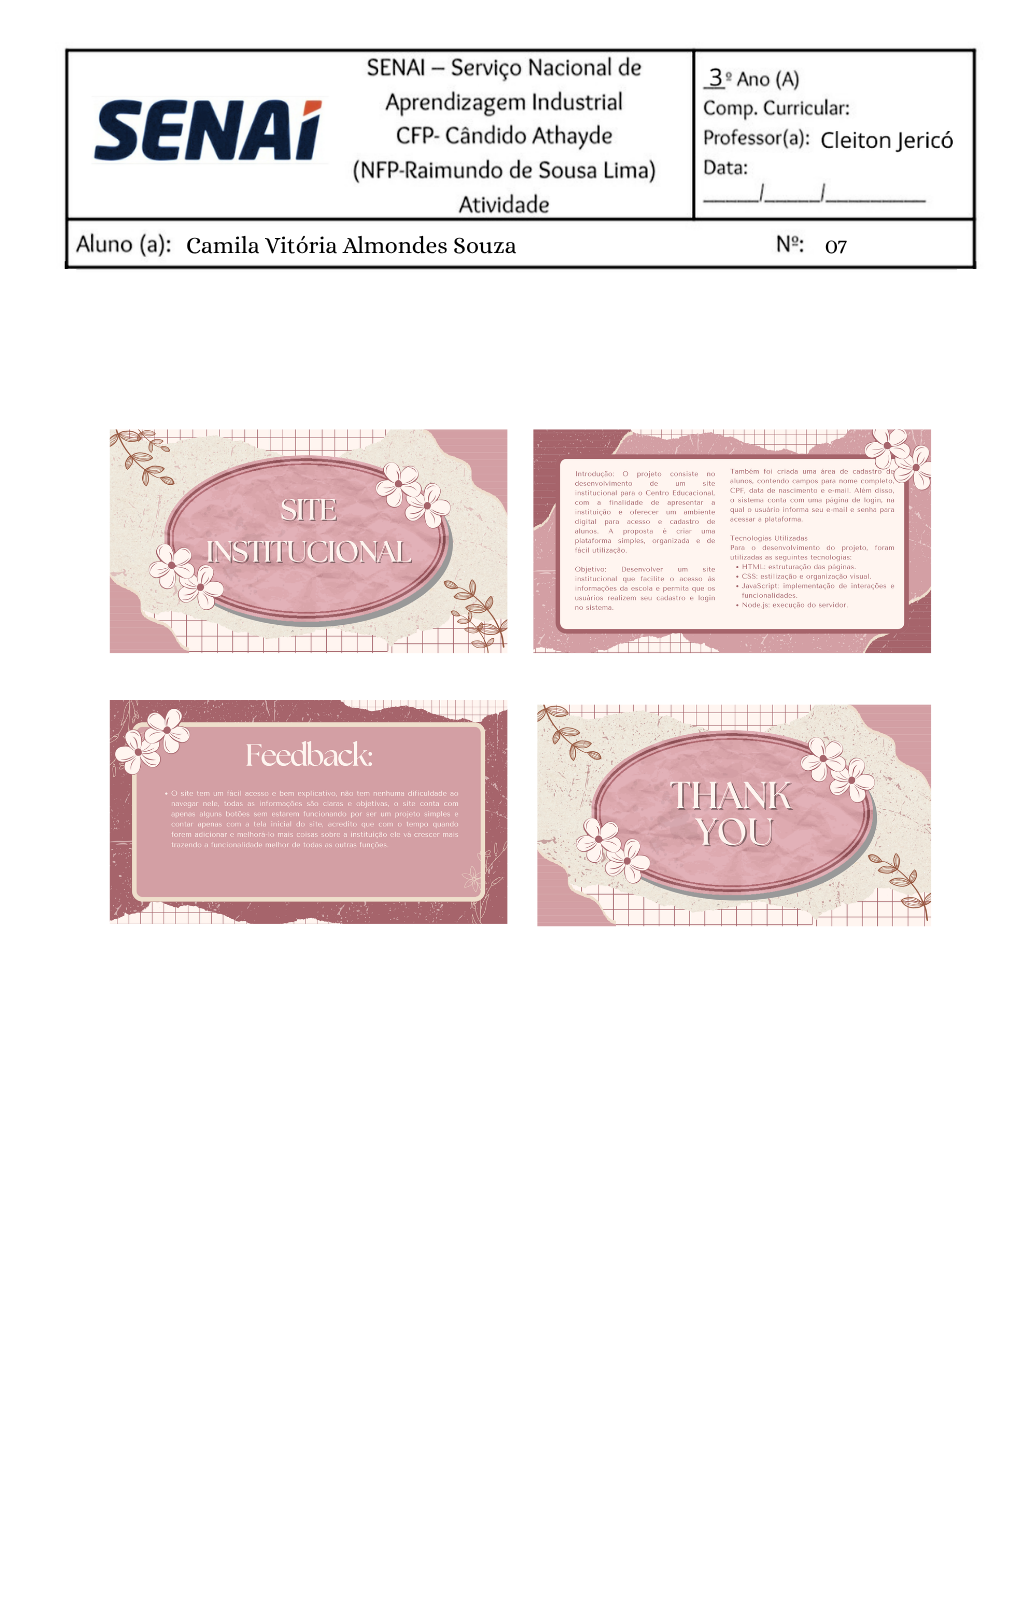 SENAI
SENAI – Serviço Nacional de
Aprendizagem Industrial
CFP- Cândido Athayde
(NFP-Raimundo de Sousa Lima)
Atividade
3º Ano (A)
Comp. Curricular:
Professor(a): Cleiton Jericó
Data:
_____/_____/_________
Aluno (a): Camila Vitória Almondes Souza Nº: 07
SITE
INSTITUCIONAL
Introdução: O projeto consiste no
desenvolvimento de um site
institucional para o Centro Educacional,
com a finalidade de apresentar a
instituição e oferecer um ambiente
digital para acesso e cadastro de
alunos. A proposta é criar uma
plataforma simples, organizada e de
fácil utilização.
Objetivo: Desenvolver um site
institucional que facilite o acesso às
informações da escola e permita que os
usuários realizem seu cadastro e login
no sistema.
Também foi criada uma área de cadastro de
alunos, contendo campos para nome completo,
CPF, data de nascimento e e-mail. Além disso,
o sistema conta com uma página de login, na
qual o usuário informa seu e-mail e senha para
acessar a plataforma.
Tecnologias Utilizadas
Para o desenvolvimento do projeto, foram
utilizadas as seguintes tecnologias:
• HTML: estruturação das páginas.
• CSS: estilização e organização visual.
• JavaScript: implementação de interações e
funcionalidades.
• Node.js: execução do servidor.
Feedback:
• O site tem um fácil acesso e bem explicativo, não tem nenhuma dificuldade ao
navegar nele, todas as informações são claras e objetivas, o site conta com
apenas alguns botões sem estarem funcionando por ser um projeto simples e
contar apenas com a tela inicial do site, acredito que com o tempo quando
forem adicionar e melhorá-lo mais coisas sobre a instituição ele vá crescer mais
trazendo a funcionalidade melhor de todas as outras funções.
THANK
YOU